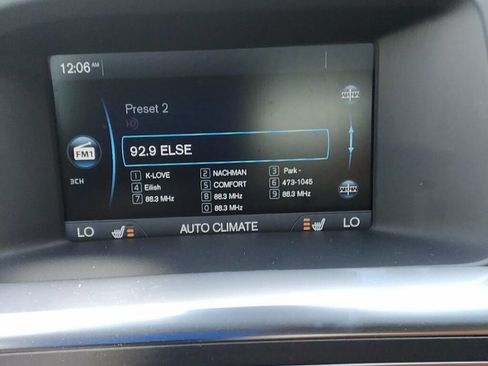 12:06 AM
Preset 2
92.9 ELSE
FM1
3CH
1 K-LOVE 2 NACHMAN 3 Park -
4 Eilish 5 COMFORT 6 473-1045
7 88.3 MHz 8 88.3 MHz 9 88.3 MHz
0 88.3 MHz
LO AUTO CLIMATE LO